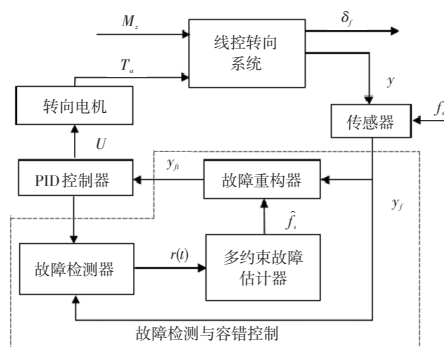 M_z
δ_f
线控转向
系统
T_a
y
转向电机
传感器
f_s
U
y_ft
PID控制器
故障重构器
y_f
f̂_s
故障检测器
r(t)
多约束故障
估计器
故障检测与容错控制